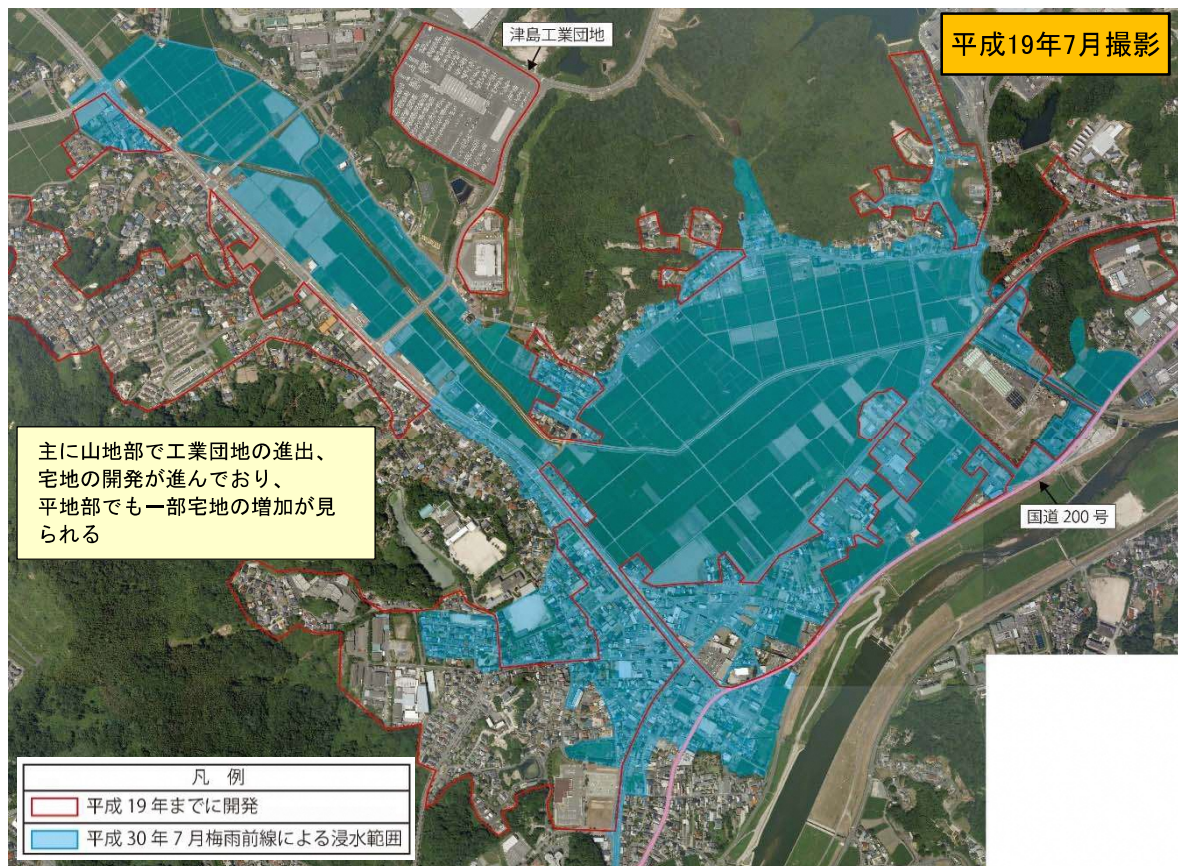 津島工業団地
平成19年7月撮影
主に山地部で工業団地の進出、
宅地の開発が進んでおり、
平地部でも一部宅地の増加が見
られる
国道 200 号
凡 例
平成 19 年までに開発
平成 30 年 7 月梅雨前線による浸水範囲